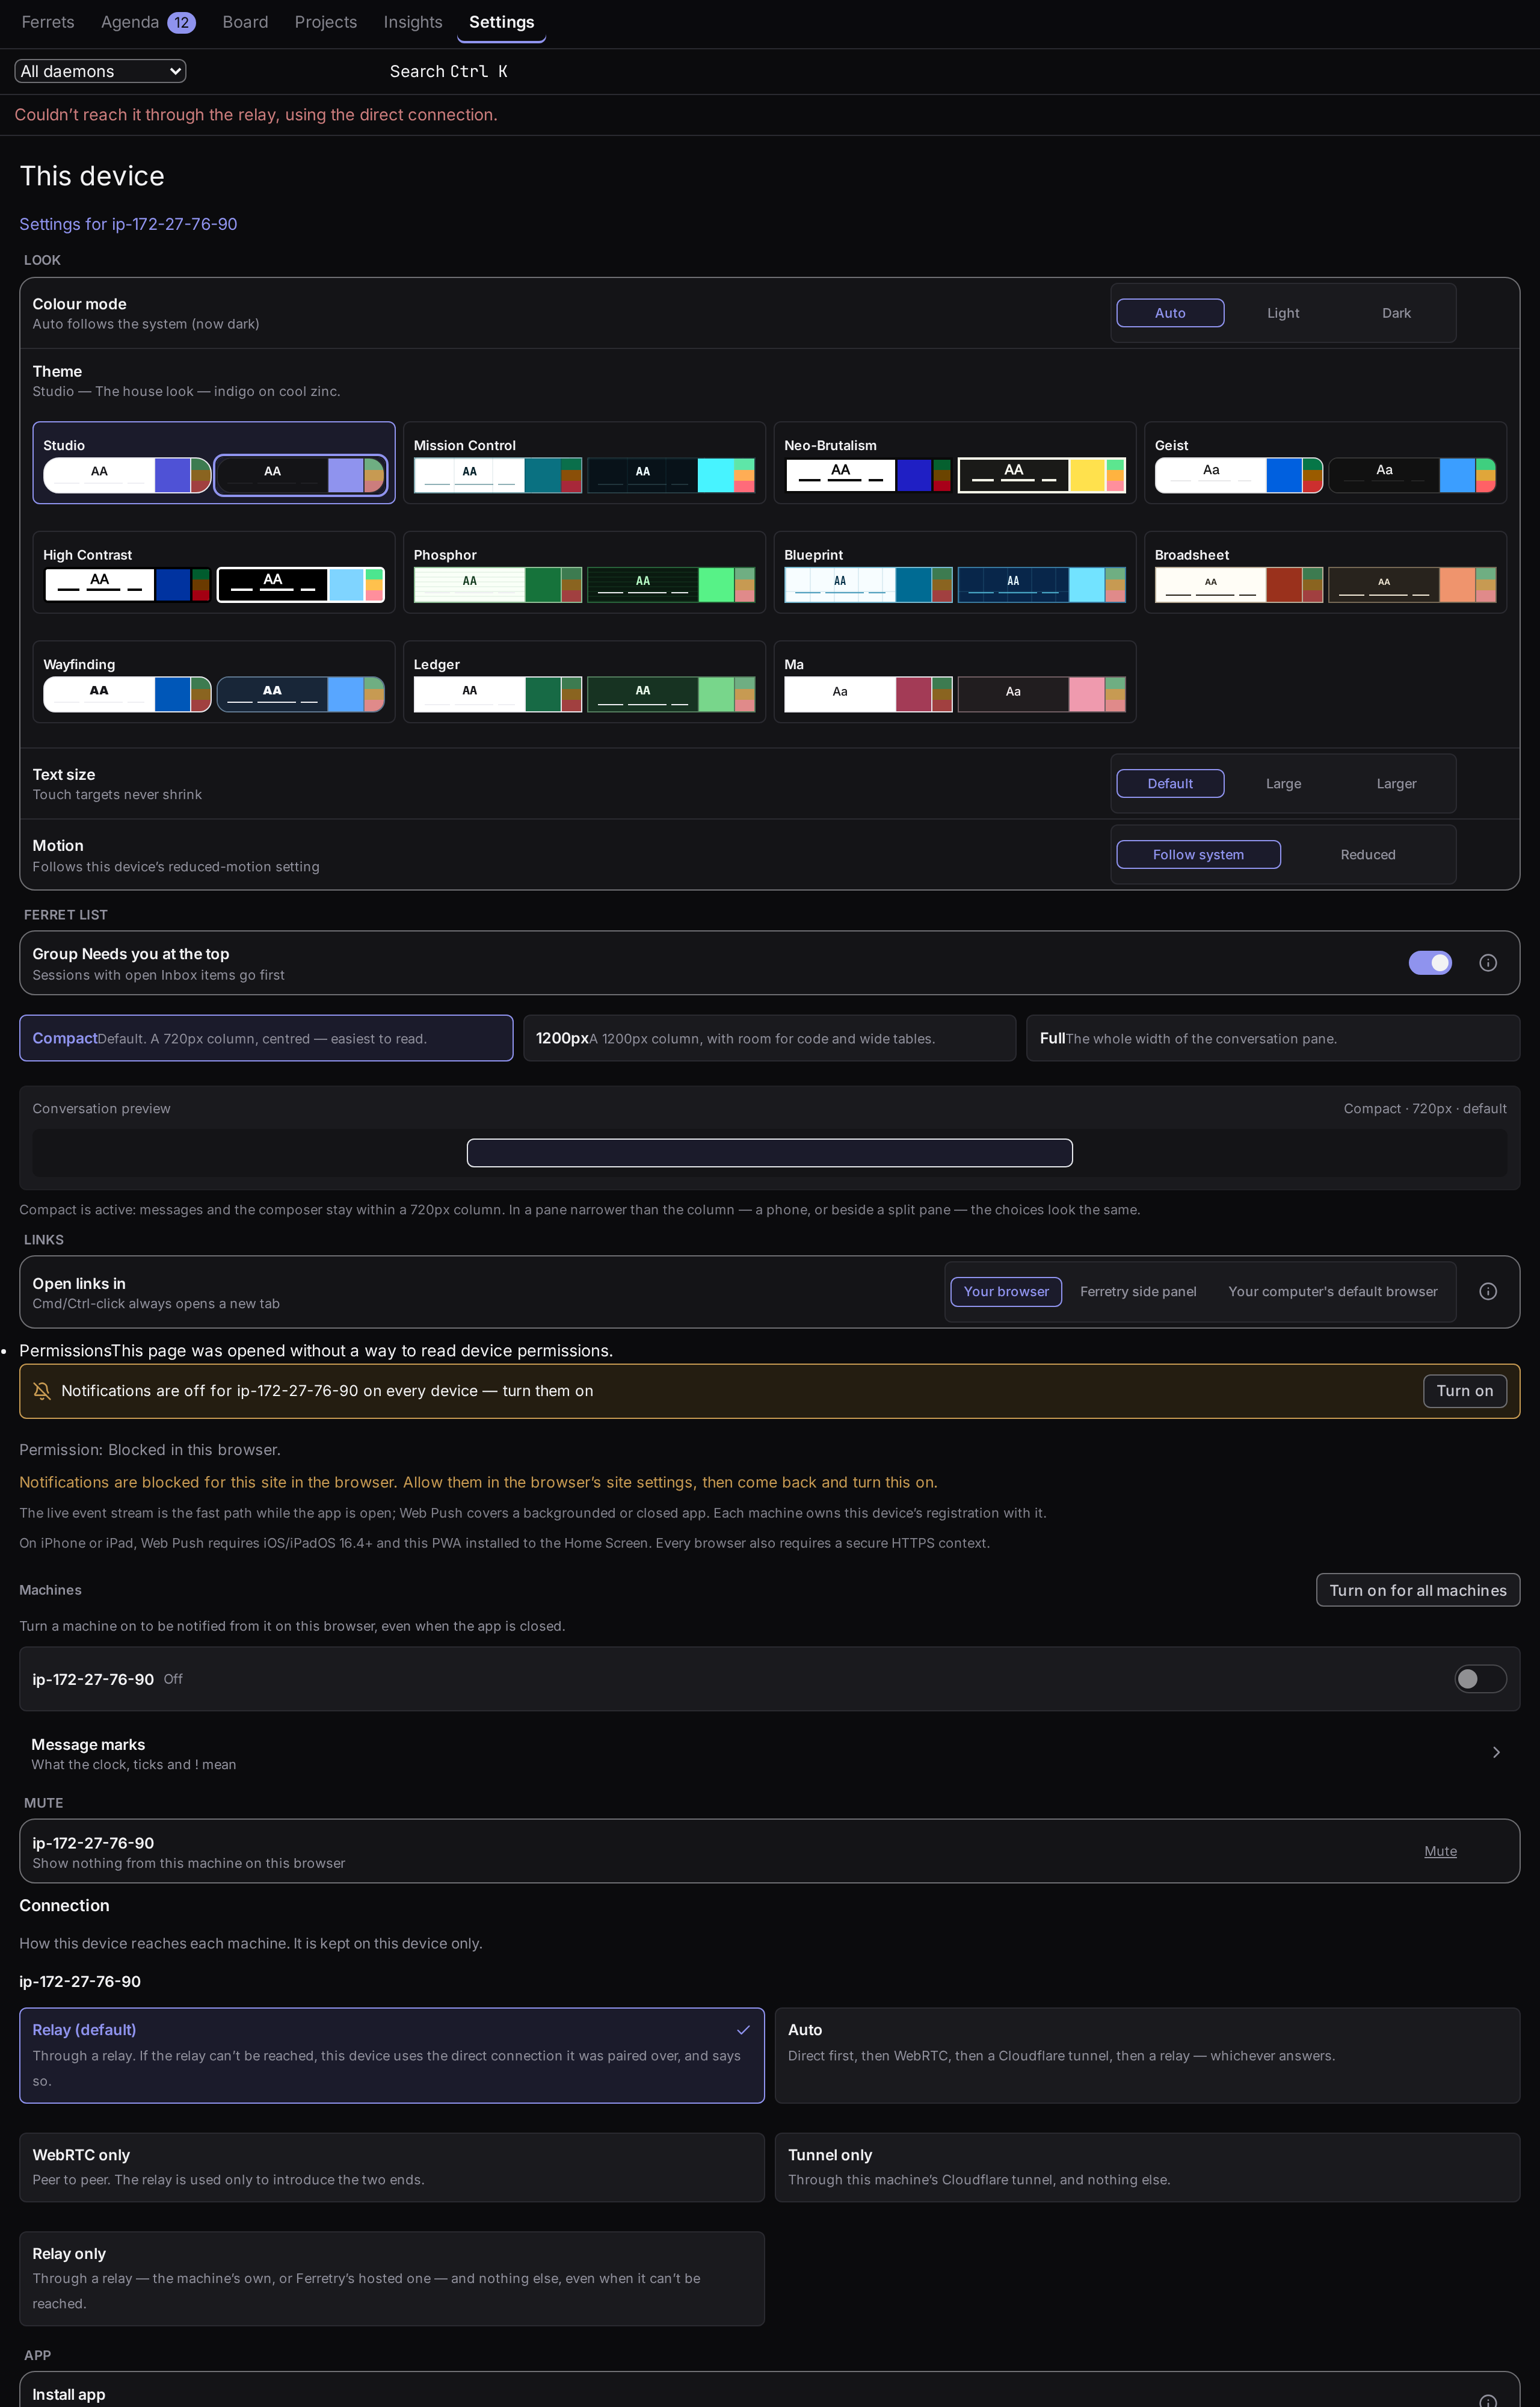 Ferrets Agenda 12 Board Projects Insights Settings
All daemons
Search Ctrl K
Couldn’t reach it through the relay, using the direct connection.
This device
Settings for ip-172-27-76-90
LOOK
Colour mode
Auto follows the system (now dark)
Auto Light Dark
Theme
Studio — The house look — indigo on cool zinc.
Studio
AA AA
Mission Control
AA AA
Neo-Brutalism
AA AA
Geist
Aa Aa
High Contrast
AA AA
Phosphor
AA AA
Blueprint
AA AA
Broadsheet
AA AA
Wayfinding
AA AA
Ledger
AA AA
Ma
Aa Aa
Text size
Touch targets never shrink
Default Large Larger
Motion
Follows this device’s reduced-motion setting
Follow system Reduced
FERRET LIST
Group Needs you at the top
Sessions with open Inbox items go first
CompactDefault. A 720px column, centred — easiest to read.
1200pxA 1200px column, with room for code and wide tables.
FullThe whole width of the conversation pane.
Conversation preview
Compact · 720px · default
Compact is active: messages and the composer stay within a 720px column. In a pane narrower than the column — a phone, or beside a split pane — the choices look the same.
LINKS
Open links in
Cmd/Ctrl-click always opens a new tab
Your browser Ferretry side panel Your computer's default browser
• PermissionsThis page was opened without a way to read device permissions.
Notifications are off for ip-172-27-76-90 on every device — turn them on
Turn on
Permission: Blocked in this browser.
Notifications are blocked for this site in the browser. Allow them in the browser’s site settings, then come back and turn this on.
The live event stream is the fast path while the app is open; Web Push covers a backgrounded or closed app. Each machine owns this device’s registration with it.
On iPhone or iPad, Web Push requires iOS/iPadOS 16.4+ and this PWA installed to the Home Screen. Every browser also requires a secure HTTPS context.
Machines
Turn on for all machines
Turn a machine on to be notified from it on this browser, even when the app is closed.
ip-172-27-76-90 Off
Message marks
What the clock, ticks and ! mean
MUTE
ip-172-27-76-90
Show nothing from this machine on this browser
Mute
Connection
How this device reaches each machine. It is kept on this device only.
ip-172-27-76-90
Relay (default)
Through a relay. If the relay can’t be reached, this device uses the direct connection it was paired over, and says
so.
Auto
Direct first, then WebRTC, then a Cloudflare tunnel, then a relay — whichever answers.
WebRTC only
Peer to peer. The relay is used only to introduce the two ends.
Tunnel only
Through this machine’s Cloudflare tunnel, and nothing else.
Relay only
Through a relay — the machine’s own, or Ferretry’s hosted one — and nothing else, even when it can’t be
reached.
APP
Install app